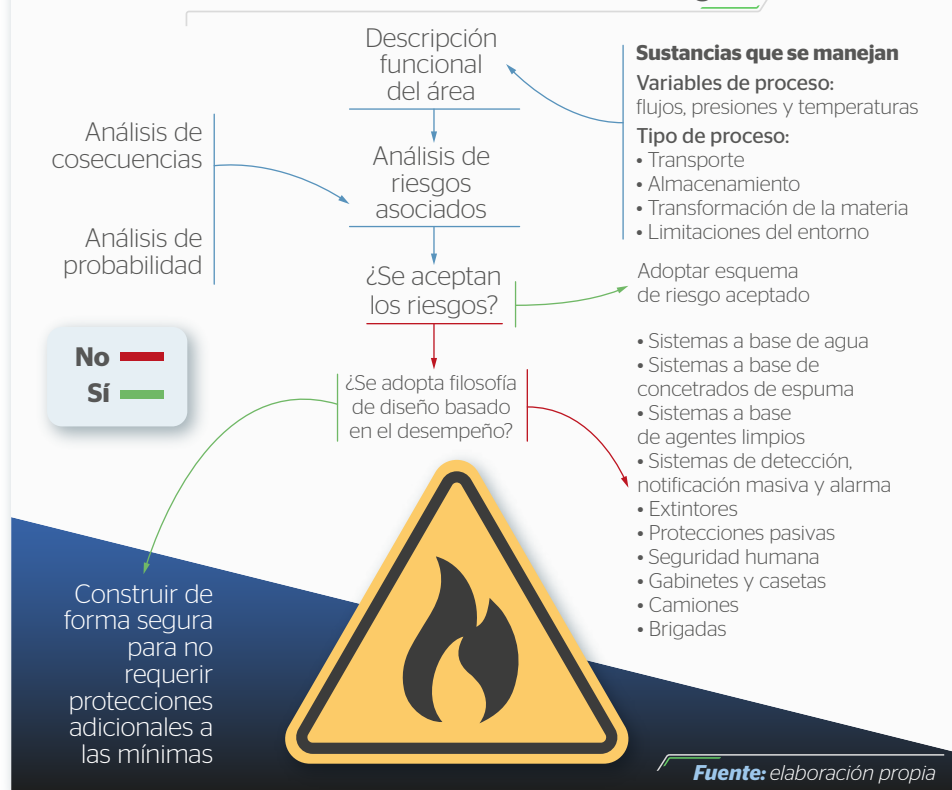 Descripción
funcional
del área
Sustancias que se manejan
Variables de proceso:
flujos, presiones y temperaturas
Tipo de proceso:
• Transporte
• Almacenamiento
• Transformación de la materia
• Limitaciones del entorno
Análisis de
cosecuencias
Análisis de
probabilidad
Análisis de
riesgos
asociados
¿Se aceptan
los riesgos?
Adoptar esquema
de riesgo aceptado
No
Sí
¿Se adopta filosofía
de diseño basado
en el desempeño?
• Sistemas a base de agua
• Sistemas a base de
concetrados de espuma
• Sistemas a base
de agentes limpios
• Sistemas de detección,
notificación masiva y alarma
• Extintores
• Protecciones pasivas
• Seguridad humana
• Gabinetes y casetas
• Camiones
• Brigadas
Construir de
forma segura
para no
requerir
protecciones
adicionales a
las mínimas
Fuente: elaboración propia